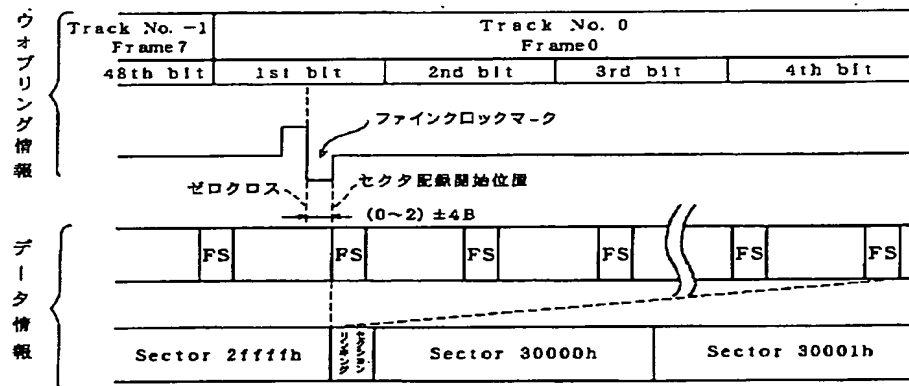 ウォブリング情報
Track No. -1
Frame7
Track No. 0
Frame0
48th bit
1st bit
2nd bit
3rd bit
4th bit
ファインクロックマーク
ゼロクロス
セクタ記録開始位置
(0~2) ±4B
データ情報
FS
FS
FS
FS
FS
FS
Sector 2ffffh
リンキング
セクション
Sector 30000h
Sector 30001h